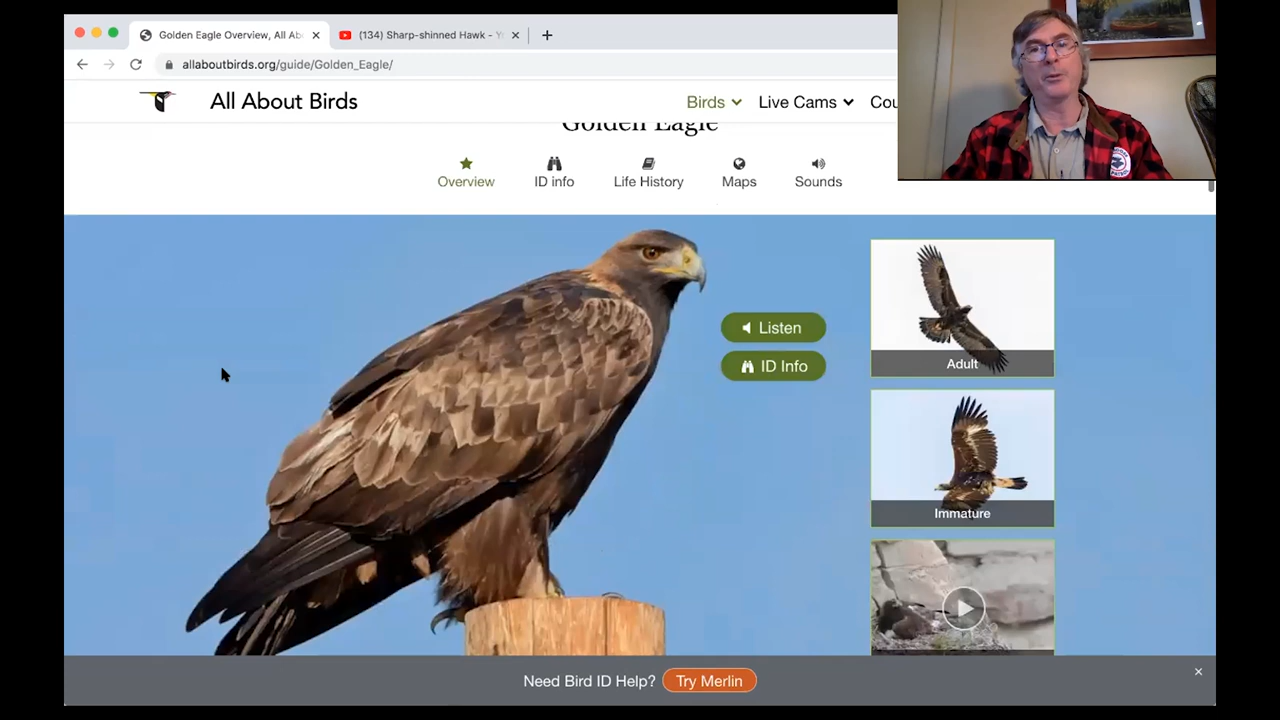 Golden Eagle Overview, All Ab
(134) Sharp-shinned Hawk - Y
allaboutbirds.org/guide/Golden_Eagle/
All About Birds
Birds
Live Cams
Cou
Golden Eagle
Overview
ID info
Life History
Maps
Sounds
Listen
ID Info
Adult
Immature
Need Bird ID Help?
Try Merlin